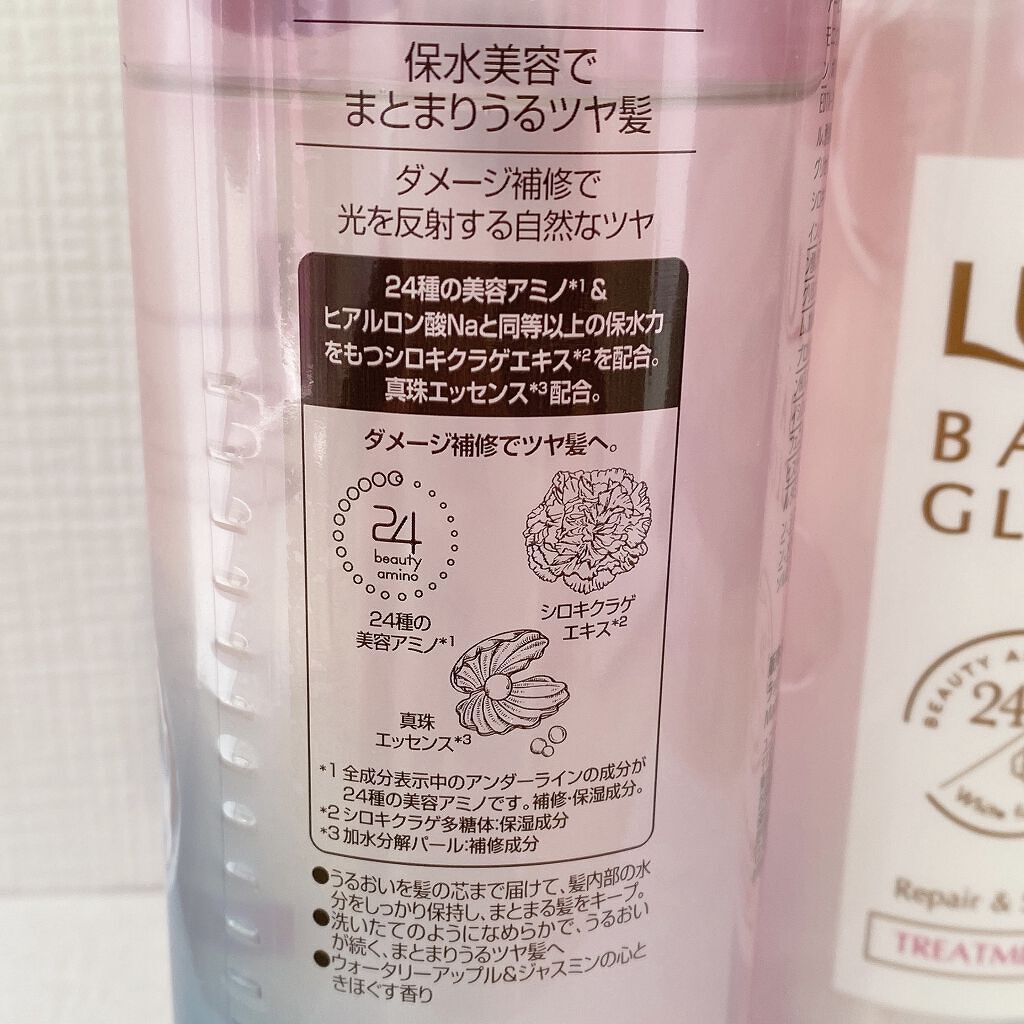 保水美容で
まとまりうるツヤ髪
ダメージ補修で
光を反射する自然なツヤ
24種の美容アミノ*1&
ヒアルロン酸Naと同等以上の保水力
をもつシロキクラゲエキス*2を配合。
真珠エッセンス*3配合。
ダメージ補修でツヤ髪へ。
24
beauty
amino
24種の
美容アミノ*1
シロキクラゲ
エキス*2
真珠
エッセンス*3
*1 全成分表示中のアンダーラインの成分が
24種の美容アミノです。補修・保湿成分。
*2 シロキクラゲ多糖体:保湿成分
*3 加水分解パール:補修成分
●うるおいを髪の芯まで届けて、髪内部の水
分をしっかり保持し、まとまる髪をキープ。
●洗いたてのようになめらかで、うるおい
が続く、まとまりうるツヤ髪へ
●ウォータリーアップル&ジャスミンの心と
きほぐす香り
BEAUTY
24
Repair &